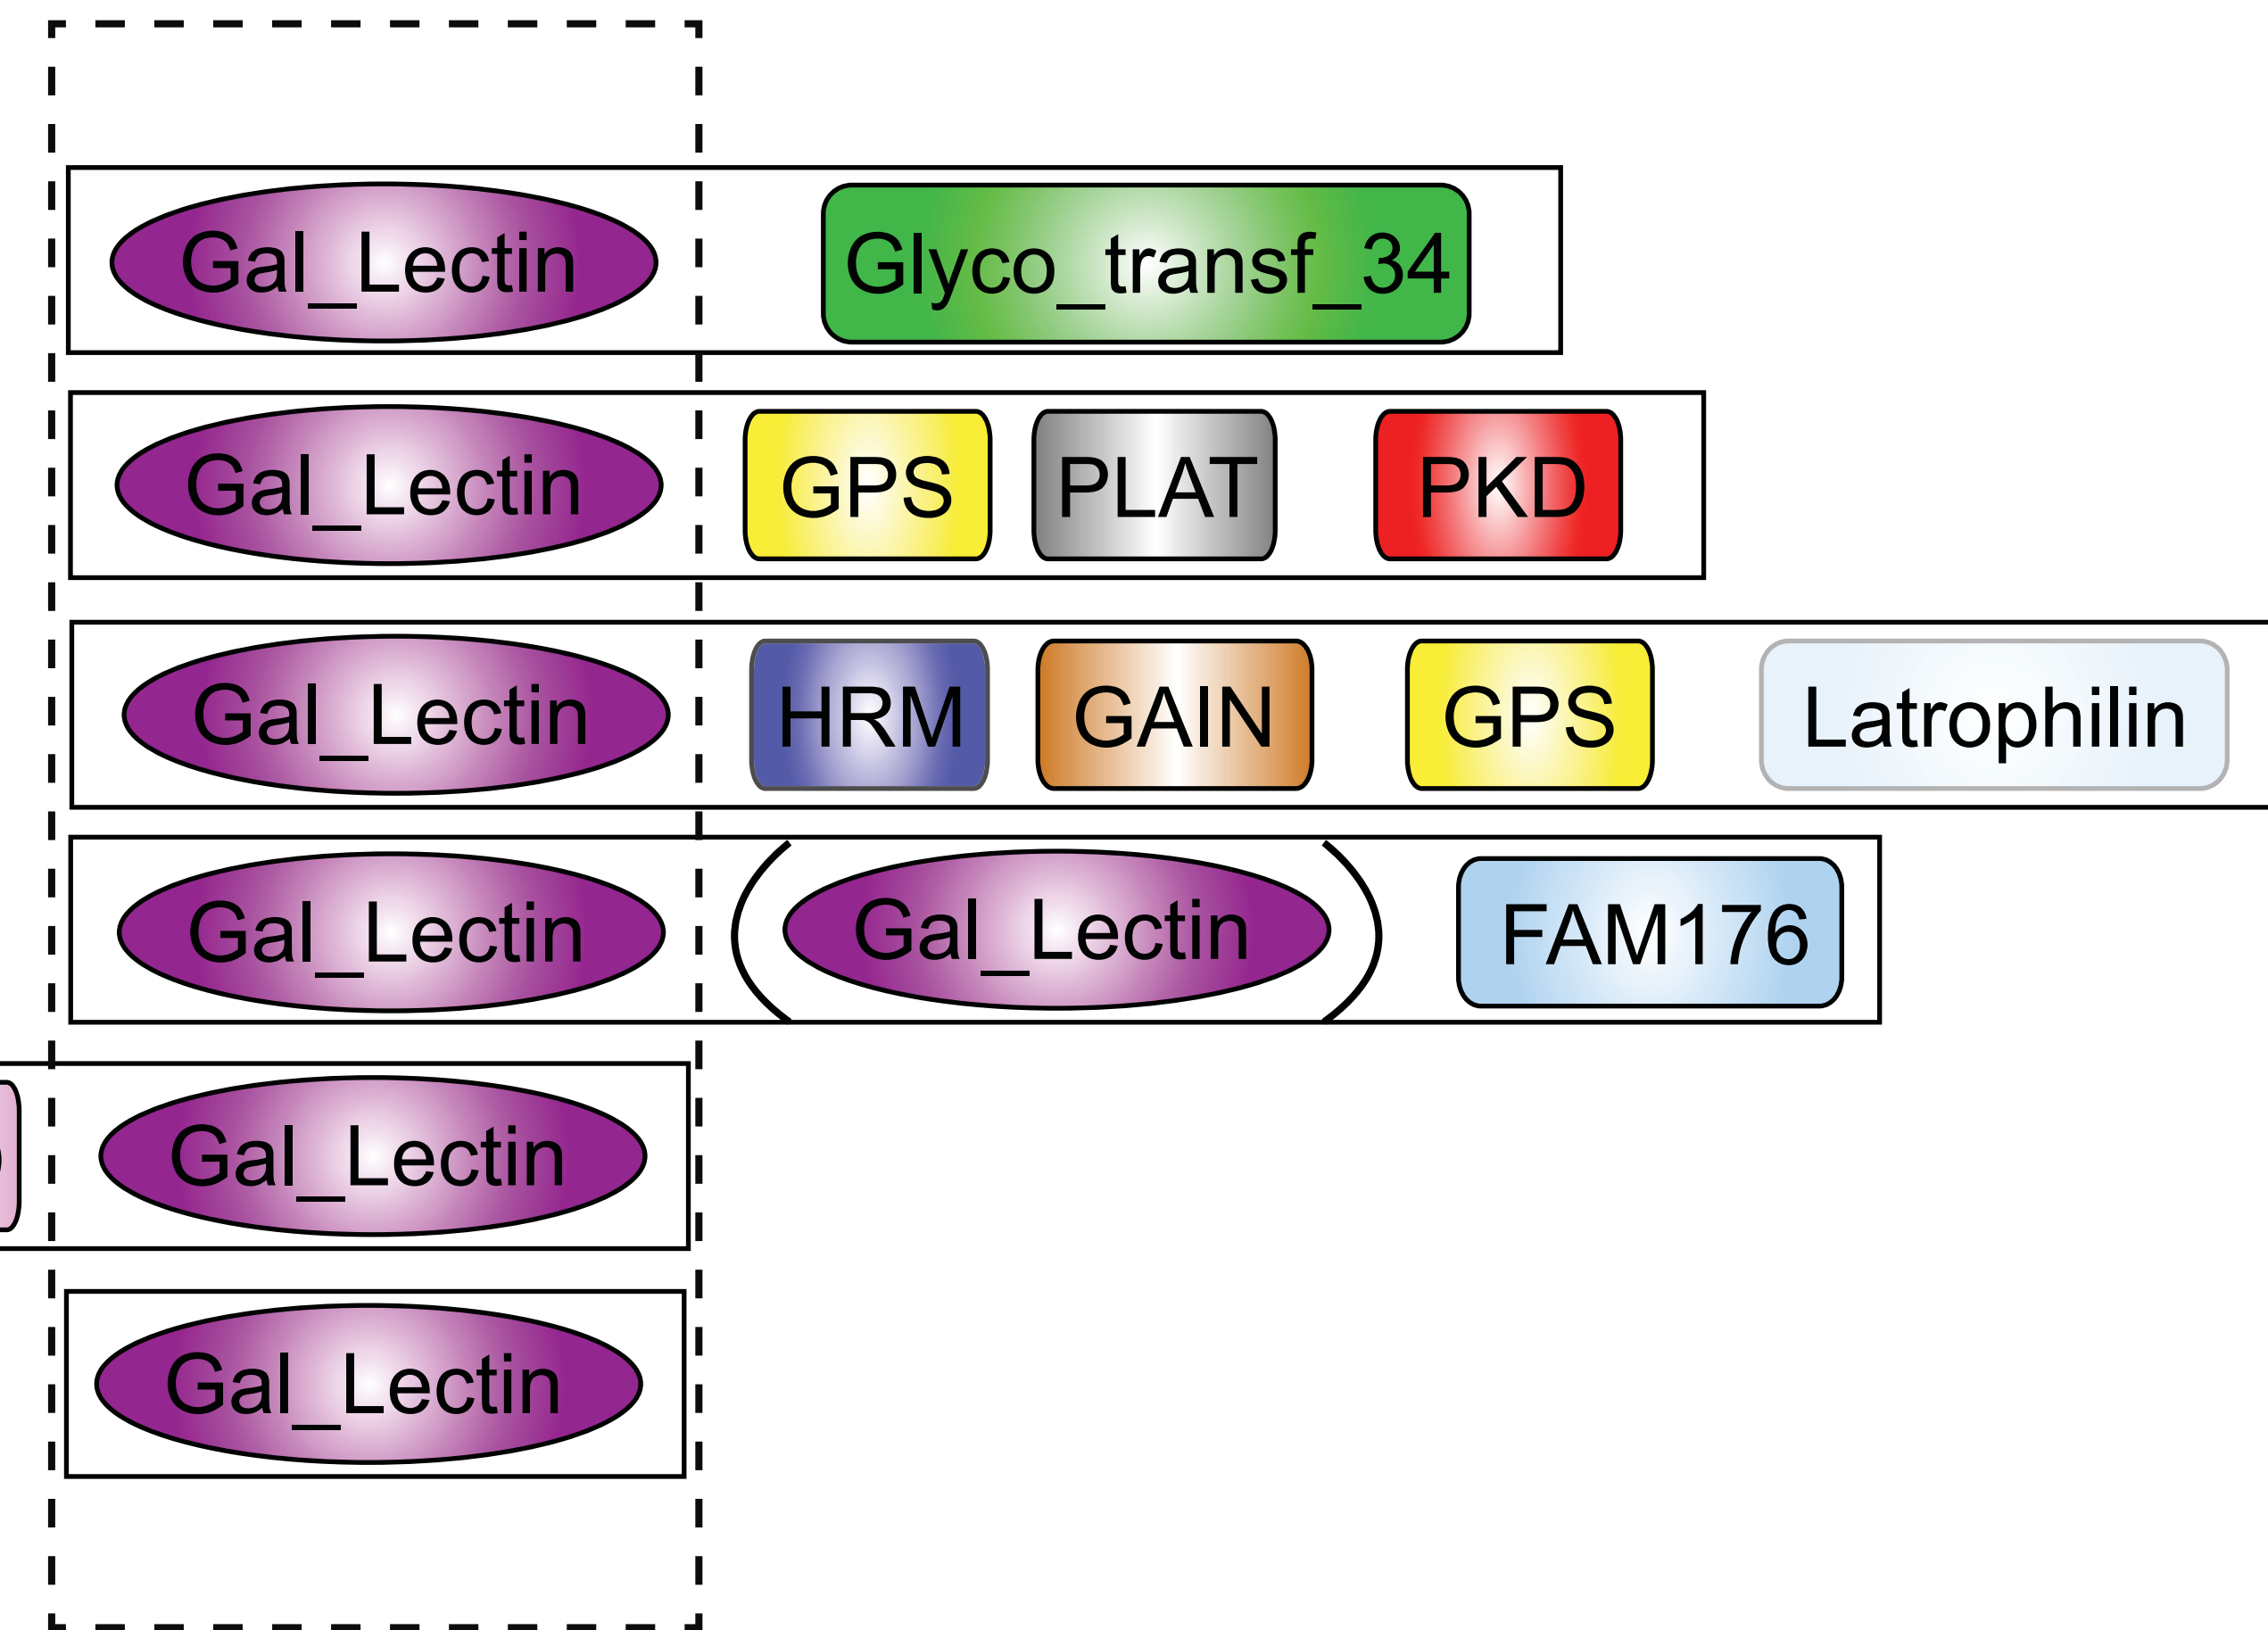 Gal_Lectin Glyco_transf_34
Gal_Lectin GPS PLAT PKD
Gal_Lectin HRM GAIN GPS Latrophilin
Gal_Lectin ( Gal_Lectin ) FAM176
Gal_Lectin
Gal_Lectin